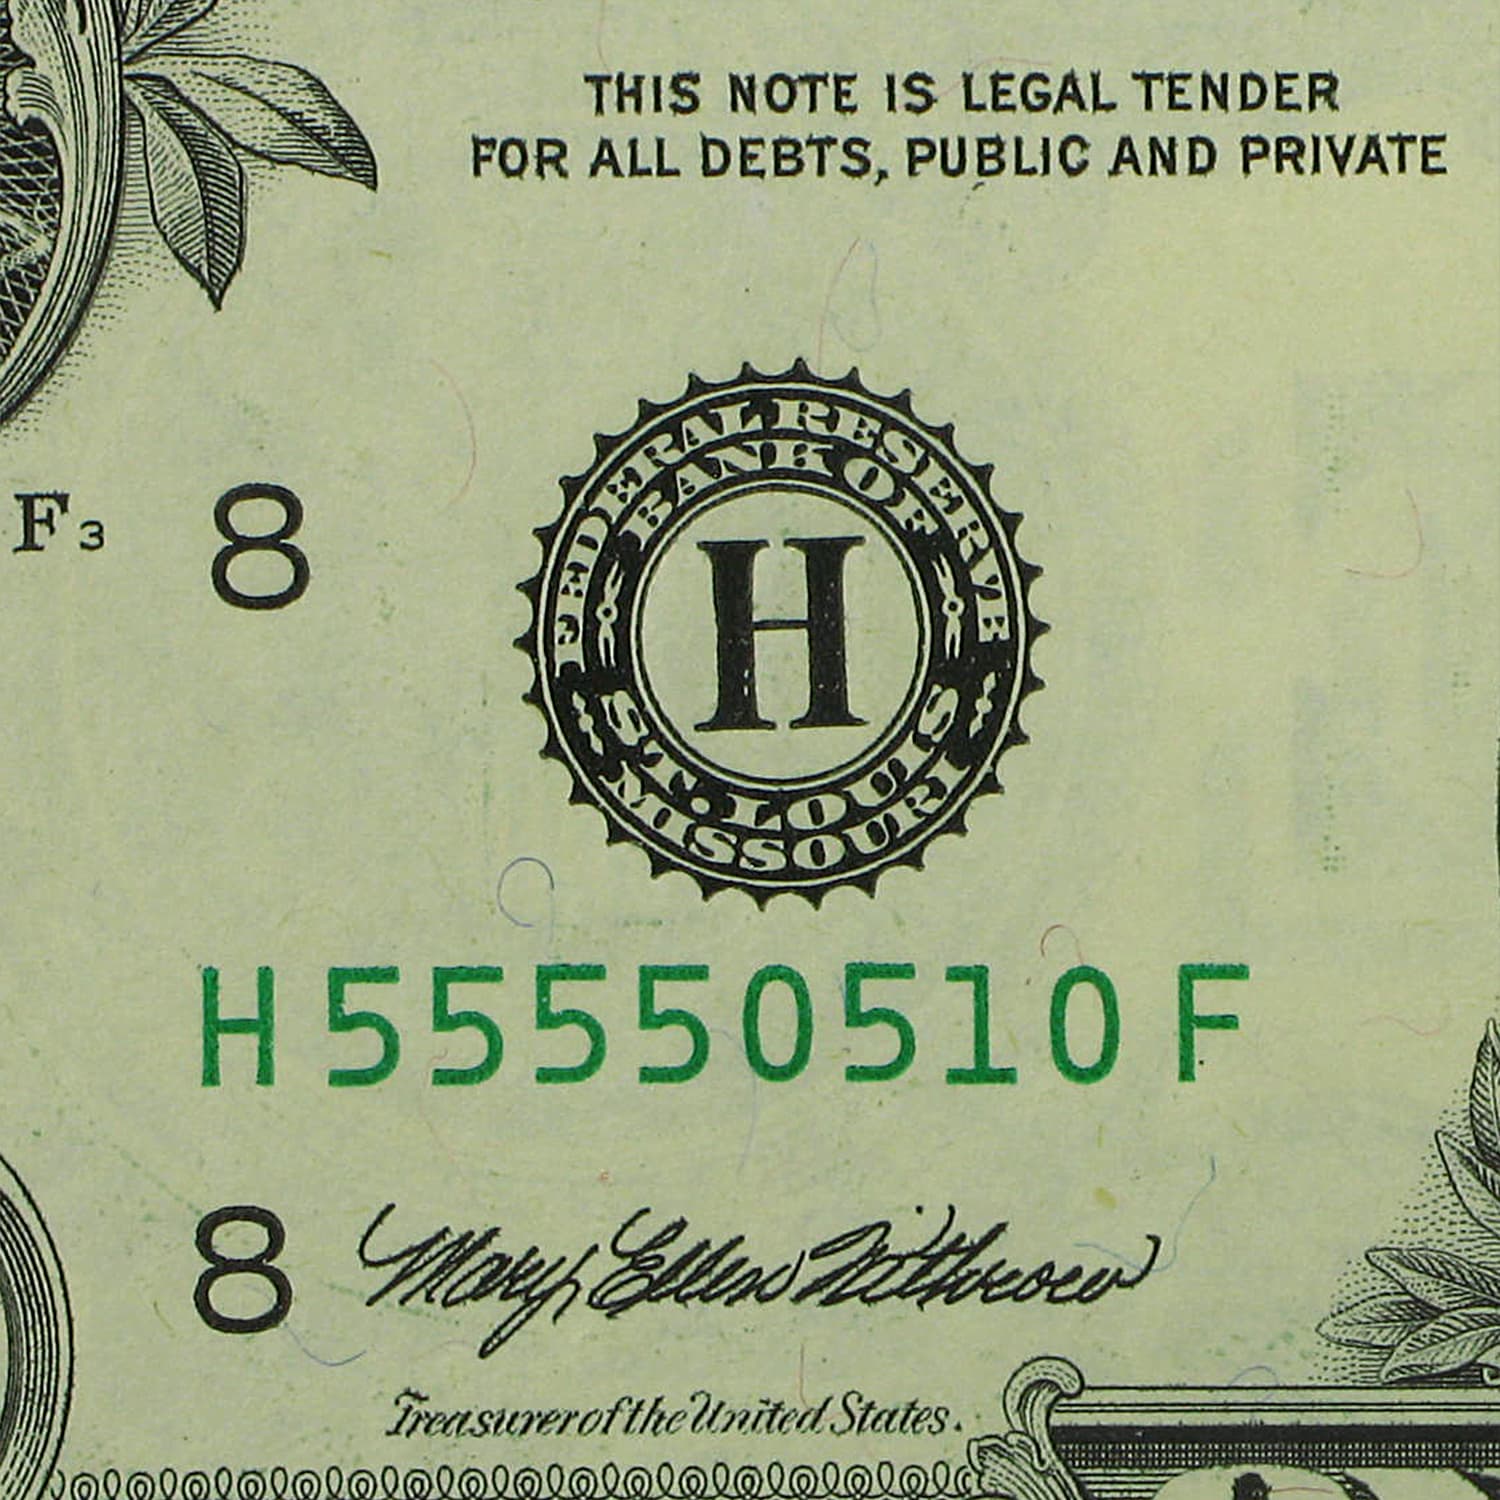 THIS NOTE IS LEGAL TENDER
FOR ALL DEBTS, PUBLIC AND PRIVATE
FEDERAL RESERVE
BANK OF
H
ST. LOUIS
MISSOURI
F3 8
H 55550510 F
8 Mary Ellen Withrow
Treasurer of the United States.